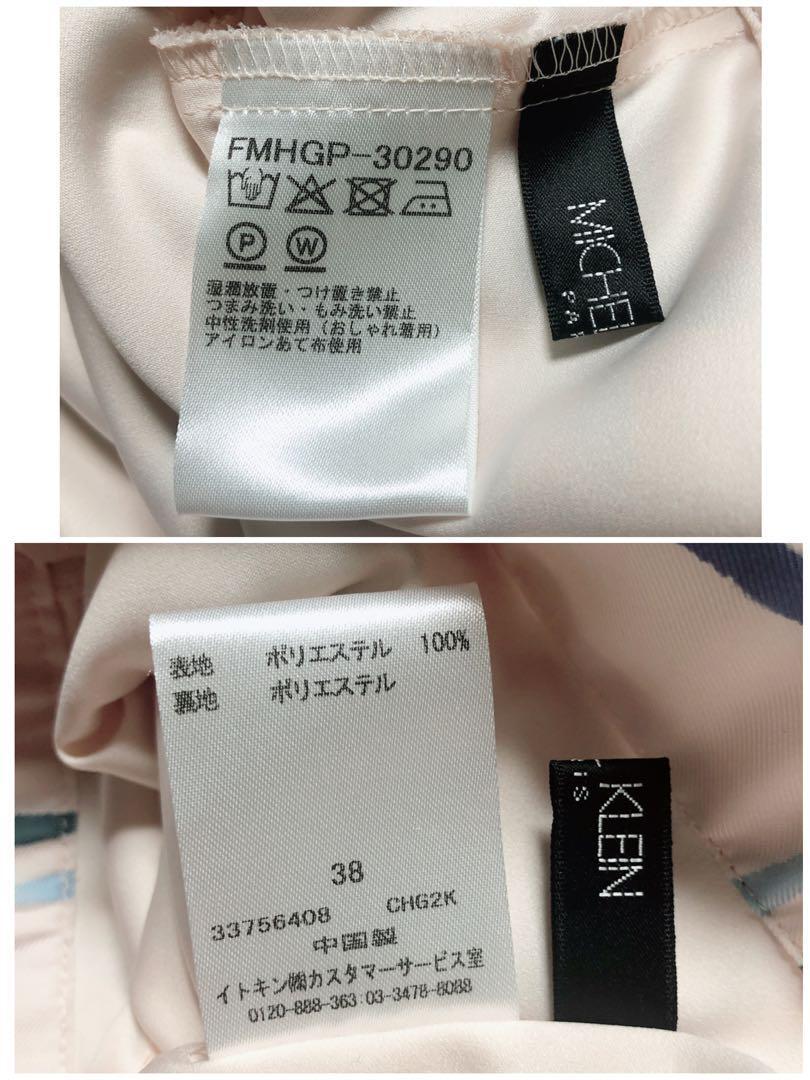 FMHGP-30290
P W
湿潤放置・つけ置き禁止
つまみ洗い・もみ洗い禁止
中性洗剤使用(おしゃれ着用)
アイロンあて布使用
MICHE
PA
表地 ポリエステル 100%
裏地 ポリエステル
38
33756408 CHG2K
中国製
イトキン㈱カスタマーサービス室
0120-888-363:03-3478-8088
KLEIN
RiS